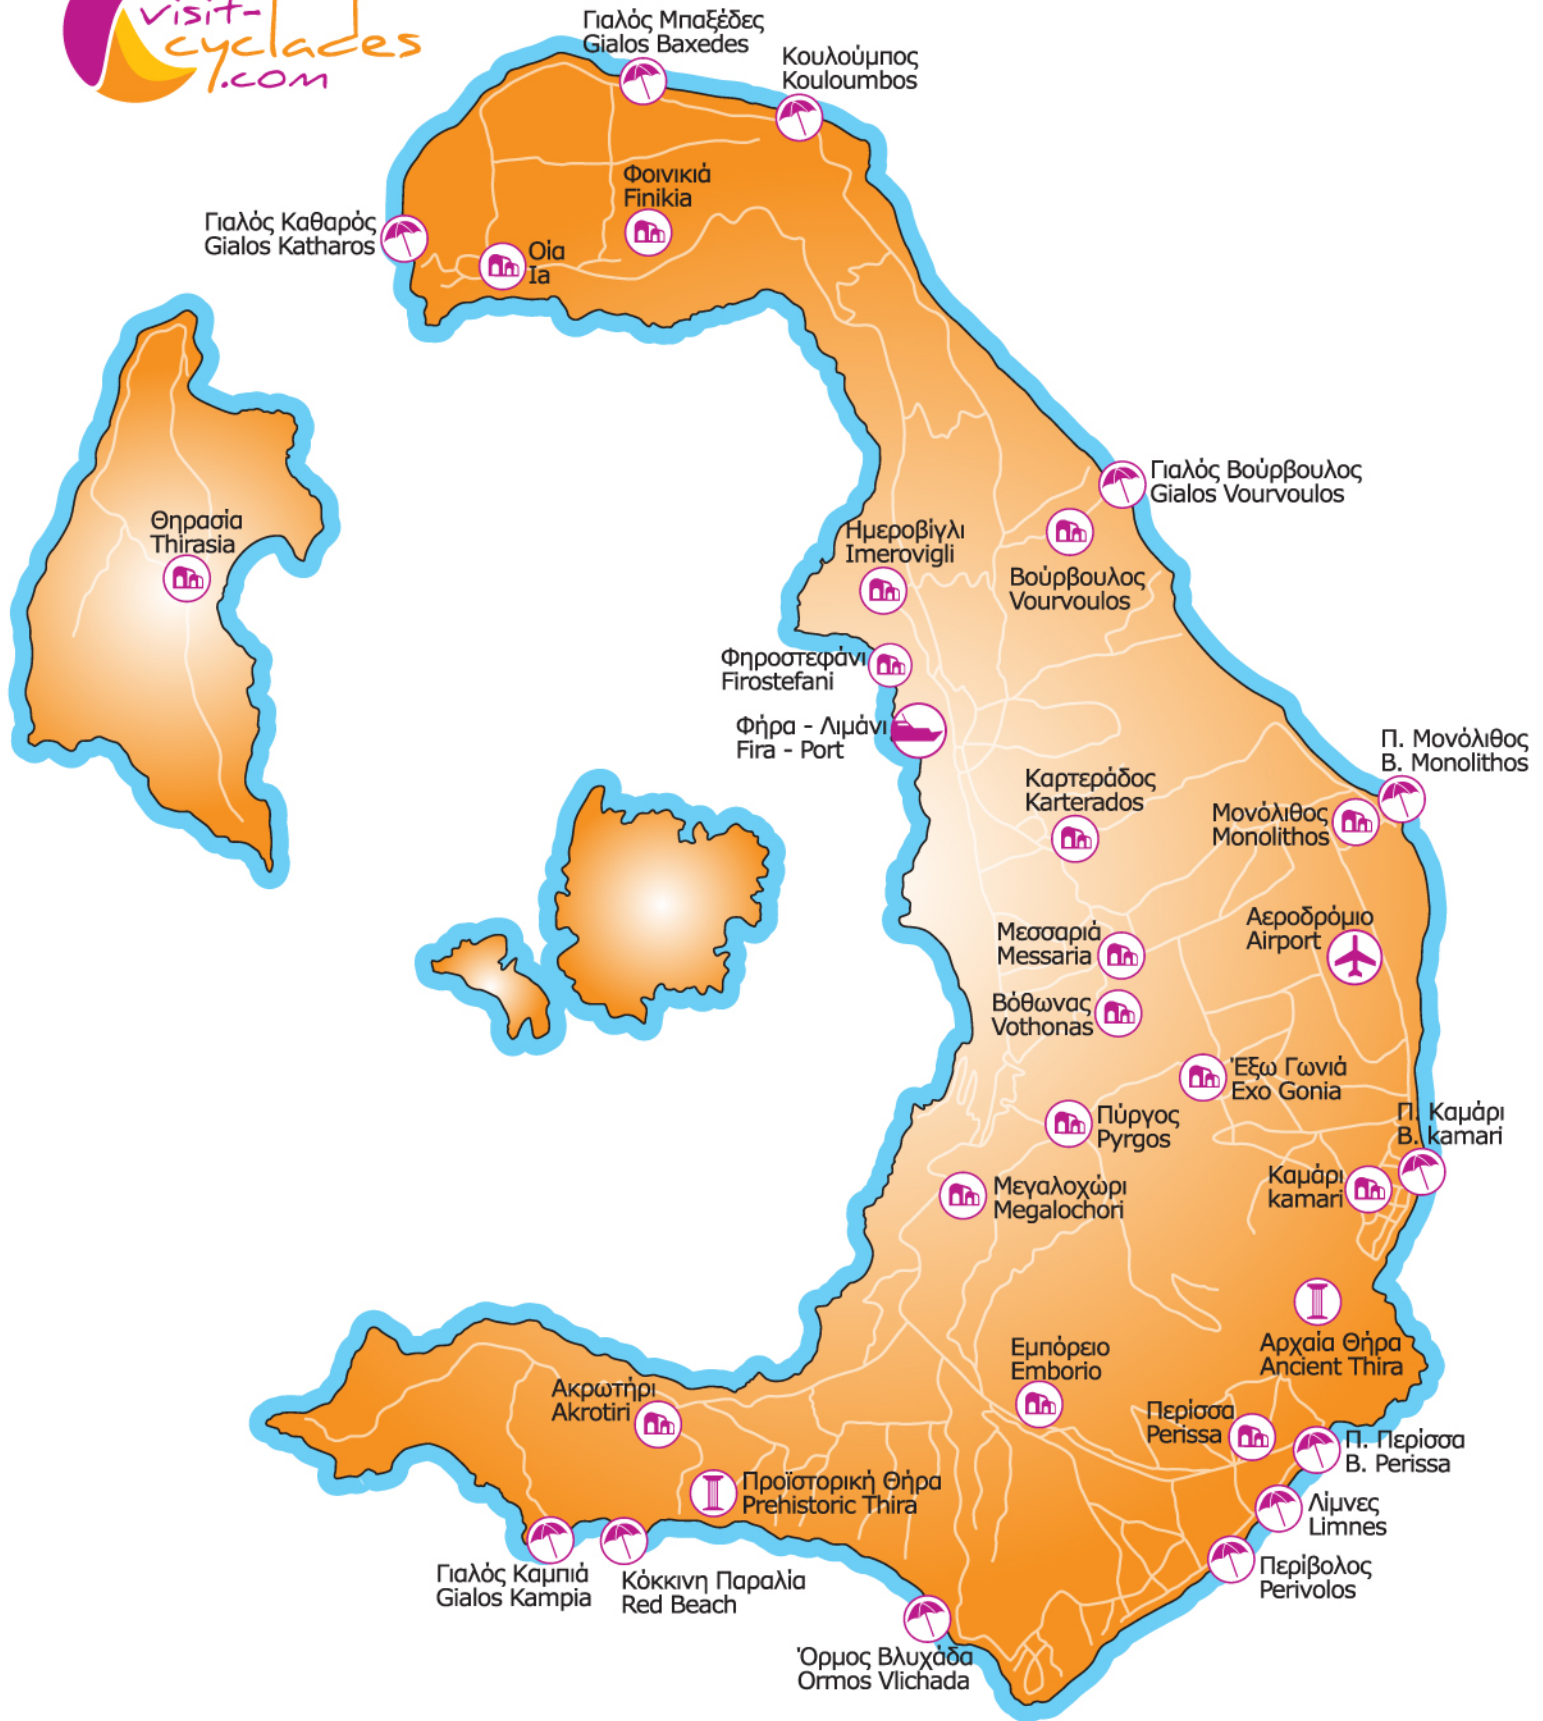 visit-
cyclades
.com
Γιαλός Μπαξέδες
Gialos Baxedes
Κουλούμπος
Kouloumbos
Φοινικιά
Finikia
Γιαλός Καθαρός
Gialos Katharos
Οία
Ia
Γιαλός Βούρβουλος
Gialos Vourvoulos
Θηρασία
Thirasia
Ημεροβίγλι
Imerovigli
Βούρβουλος
Vourvoulos
Φηροστεφάνι
Firostefani
Φήρα - Λιμάνι
Fira - Port
Π. Μονόλιθος
B. Monolithos
Καρτεράδος
Karterados
Μονόλιθος
Monolithos
Αεροδρόμιο
Airport
Μεσσαριά
Messaria
Βόθωνας
Vothonas
Έξω Γωνιά
Exo Gonia
Π. Καμάρι
B. kamari
Πύργος
Pyrgos
Καμάρι
kamari
Μεγαλοχώρι
Megalochori
Αρχαία Θήρα
Ancient Thira
Εμπόρειο
Emborio
Ακρωτήρι
Akrotiri
Περίσσα
Perissa
Π. Περίσσα
B. Perissa
Προϊστορική Θήρα
Prehistoric Thira
Λίμνες
Limnes
Γιαλός Καμπιά
Gialos Kampia
Κόκκινη Παραλία
Red Beach
Περίβολος
Perivolos
Όρμος Βλυχάδα
Ormos Vlichada